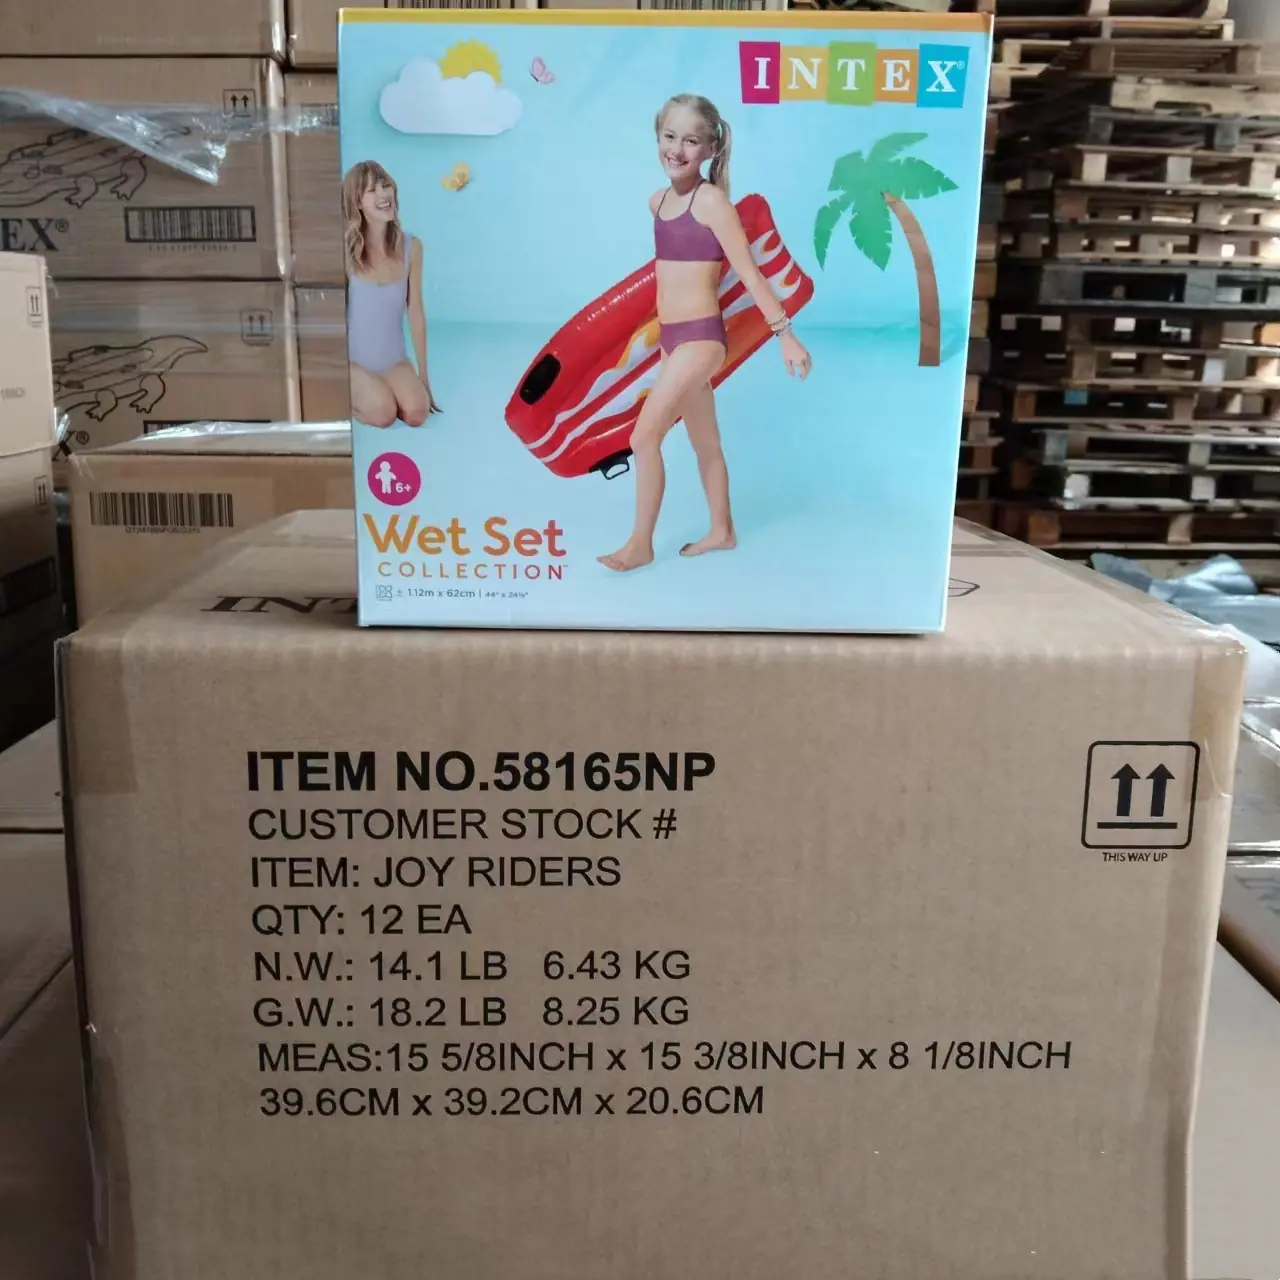 INTEX®
6+
Wet Set
COLLECTION™
± 1.12m x 62cm | 44" x 24½"
EX®
ITEM NO.58165NP
CUSTOMER STOCK #
ITEM: JOY RIDERS
QTY: 12 EA
N.W.: 14.1 LB 6.43 KG
G.W.: 18.2 LB 8.25 KG
MEAS:15 5/8INCH x 15 3/8INCH x 8 1/8INCH
39.6CM x 39.2CM x 20.6CM
THIS WAY UP